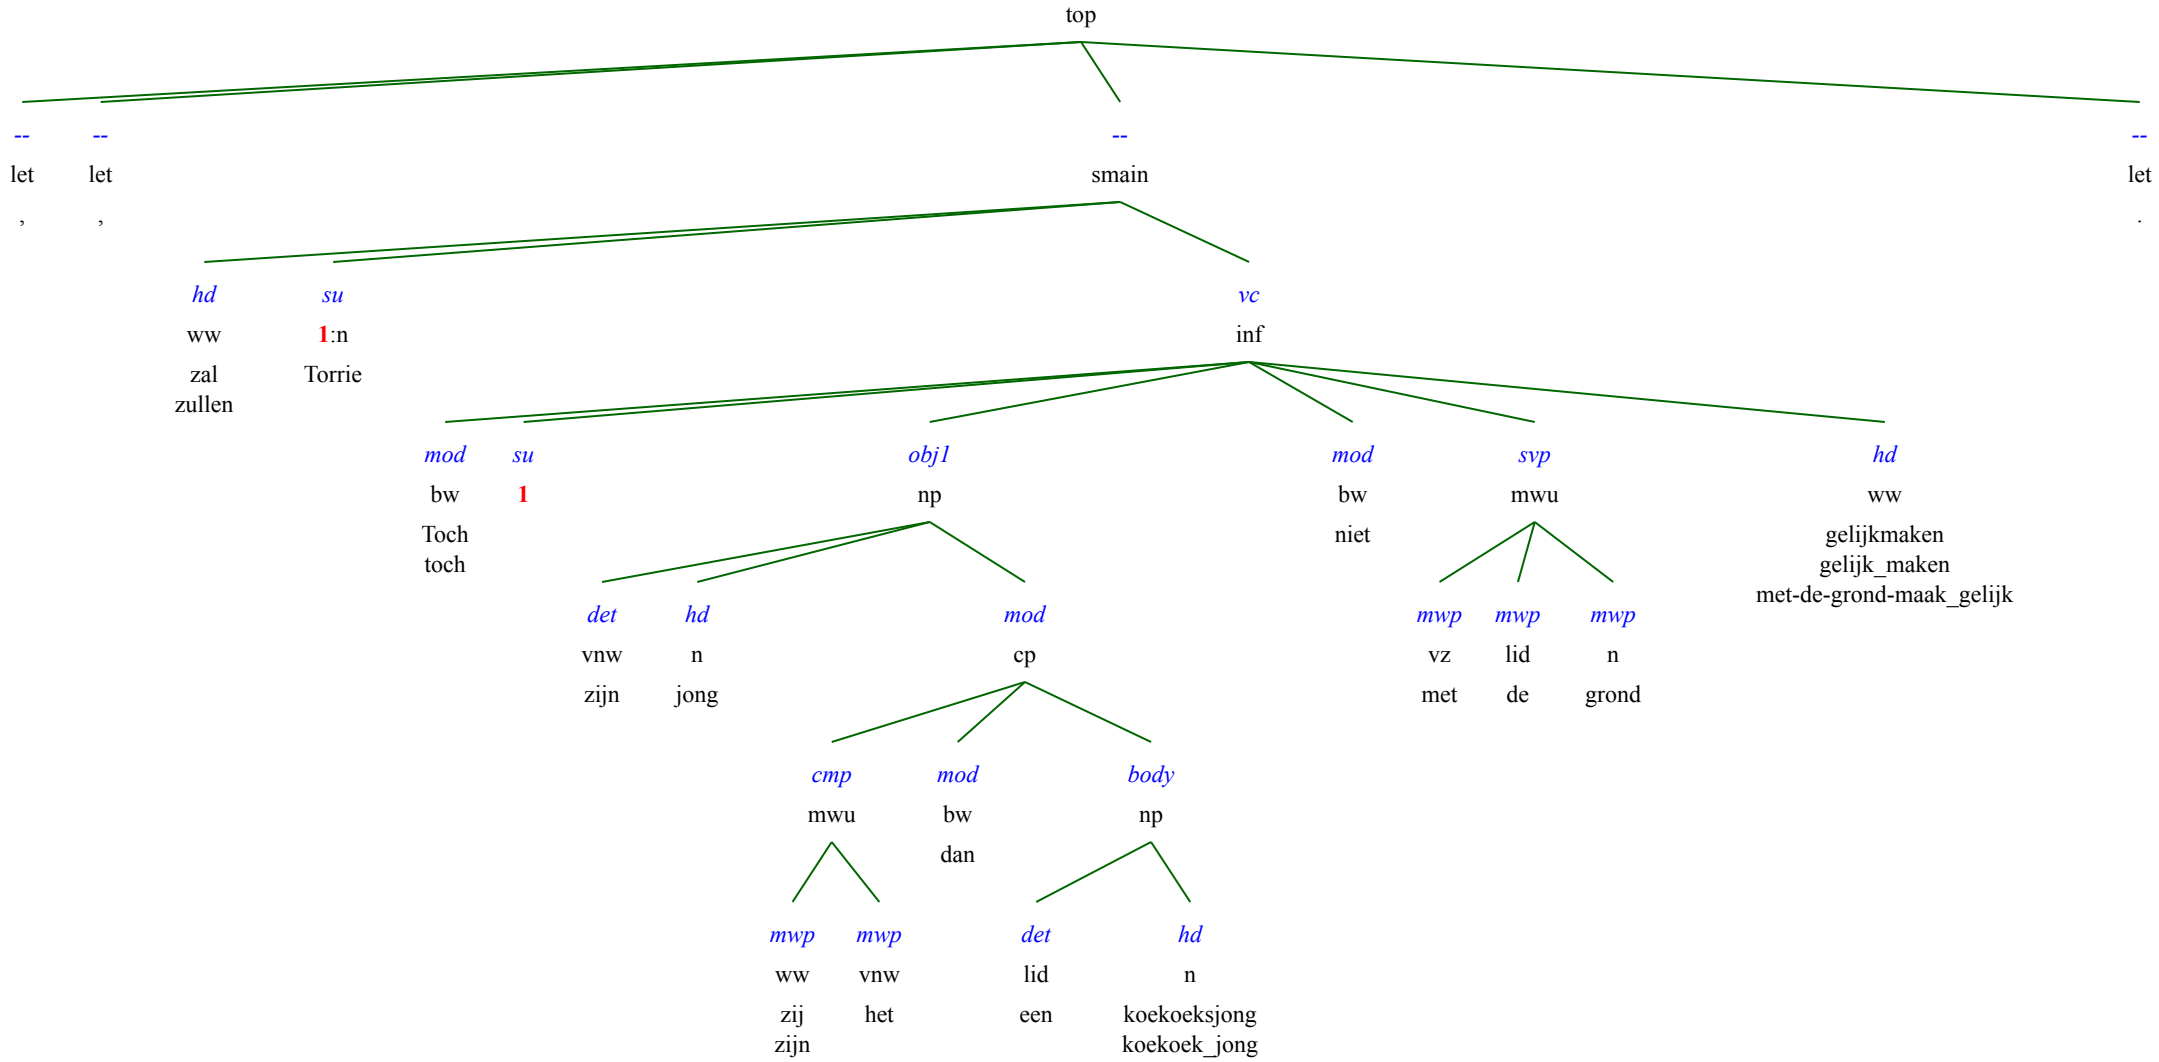 top
-- -- -- --
let let smain let
, , .
hd su vc
ww 1:n inf
zal Torrie
zullen
mod su obj1 mod svp hd
bw 1 np bw mwu ww
Toch niet gelijkmaken
toch gelijk_maken
met-de-grond-maak_gelijk
det hd mod mwp mwp mwp
vnw n cp vz lid n
zijn jong met de grond
cmp mod body
mwu bw np
dan
mwp mwp det hd
ww vnw lid n
zij het een koekoeksjong
zijn koekoek_jong